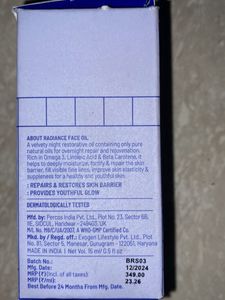 ABOUT RADIANCE FACE OIL
A velvety night restorative oil containing only pure
natural oils for overnight repair and rejuvenation.
Rich in Omega 3, Linoleic Acid & Beta Carotene, it
helps to deeply moisturize, fortify & repair the skin
barrier, fill visible fine lines, improve skin elasticity &
suppleness for a healthy and youthful skin.
: REPAIRS & RESTORES SKIN BARRIER
: PROVIDES YOUTHFUL GLOW
DERMATOLOGICALLY TESTED
Mfd. by: Percos India Pvt. Ltd., Plot No. 23, Sector 6B,
IIE, SIDCUL, Haridwar - 249403, UK
M/L No. MB/C/UA/2007, A WHO-GMP Certified Co.
Mkd. by / Regd. off.: Evogen Lifestyle Pvt. Ltd., Plot
No. 81, Sector 5, Manesar, Gurugram - 122051, Haryana
MADE IN INDIA | Net Vol. 15 ml/ 0.5 fl oz
Batch No.: BRS03
Mfg. Date: 12/2024
MRP (₹)(Incl. of all taxes) 349.00
MRP (₹/ml): 23.26
Best Before 24 Months From Mfg. Date.